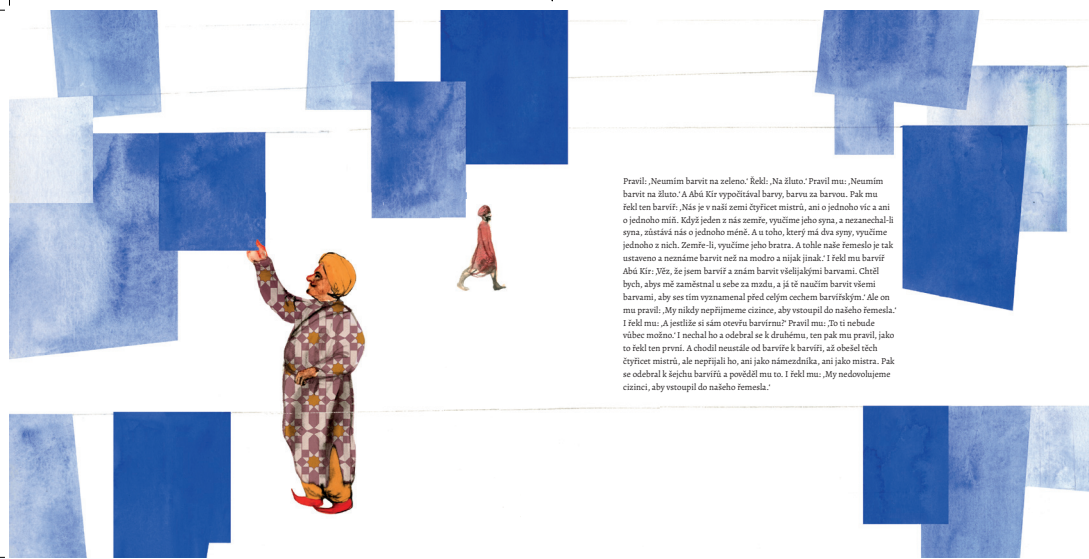 Pravil: ‚Neumím barvit na zeleno.‘ Řekl: ‚Na žluto.‘ Pravil mu: ‚Neumím
barvit na žluto.‘ A Abú Kír vypočítával barvy, barvu za barvou. Pak mu
řekl ten barvíř: ‚Nás je v naší zemi čtyřicet mistrů, ani o jednoho víc a ani
o jednoho míň. Když jeden z nás zemře, vyučíme jeho syna, a nezanechal-li
syna, zůstává nás o jednoho méně. A u toho, který má dva syny, vyučíme
jednoho z nich. Zemře-li, vyučíme jeho bratra. A tohle naše řemeslo je tak
ustaveno a neznáme barvit než na modro a nijak jinak.‘ I řekl mu barvíř
Abú Kír: ‚Věz, že jsem barvíř a znám barvit všelijakými barvami. Chtěl
bych, abys mě zaměstnal u sebe za mzdu, a já tě naučím barvit všemi
barvami, aby ses tím vyznamenal před celým cechem barvířským.‘ Ale on
mu pravil: ‚My nikdy nepřijmeme cizince, aby vstoupil do našeho řemesla.‘
I řekl mu: ‚A jestliže si sám otevřu barvírnu?‘ Pravil mu: ‚To ti nebude
vůbec možno.‘ I nechal ho a odebral se k druhému, ten pak mu pravil, jako
to řekl ten první. A chodil neustále od barvíře k barvíři, až obešel těch
čtyřicet mistrů, ale nepřijali ho, ani jako námezdníka, ani jako mistra. Pak
se odebral k šejchu barvířů a pověděl mu to. I řekl mu: ‚My nedovolujeme
cizinci, aby vstoupil do našeho řemesla.‘